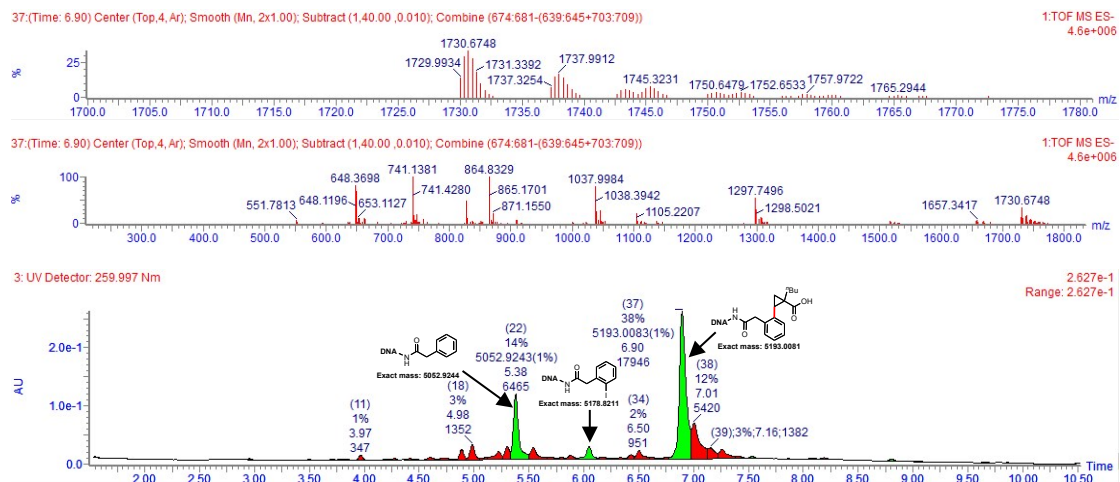 37:(Time: 6.90) Center (Top,4, Ar); Smooth (Mn, 2x1.00); Subtract (1,40.00 ,0.010); Combine (674:681-(639:645+703:709))
1:TOF MS ES-
4.6e+006
1730.6748
1729.9934
1731.3392
1737.3254
1737.9912
1745.3231
1750.6479
1752.6533
1757.9722
1765.2944
%
25
0
1700.0 1705.0 1710.0 1715.0 1720.0 1725.0 1730.0 1735.0 1740.0 1745.0 1750.0 1755.0 1760.0 1765.0 1770.0 1775.0 1780.0
m/z
37:(Time: 6.90) Center (Top,4, Ar); Smooth (Mn, 2x1.00); Subtract (1,40.00 ,0.010); Combine (674:681-(639:645+703:709))
1:TOF MS ES-
4.6e+006
%
100
0
551.7813
648.3698
648.1196
653.1127
741.1381
741.4280
864.8329
865.1701
871.1550
1037.9984
1038.3942
1105.2207
1297.7496
1298.5021
1657.3417
1730.6748
300.0 400.0 500.0 600.0 700.0 800.0 900.0 1000.0 1100.0 1200.0 1300.0 1400.0 1500.0 1600.0 1700.0 1800.0
m/z
3: UV Detector: 259.997 Nm
2.627e-1
Range: 2.627e-1
AU
2.0e-1
1.0e-1
0.0
(11)
1%
3.97
347
(18)
3%
4.98
1352
(22)
14%
5052.9243(1%)
5.38
6465
(34)
2%
6.50
951
(37)
38%
5193.0083(1%)
6.90
17946
(38)
12%
7.01
5420
(39);3%;7.16;1382
DNA
N
H
O
Exact mass: 5052.9244
DNA
N
H
O
I
Exact mass: 5178.8211
DNA
H
N
O
nBu
OH
O
Exact mass: 5193.0081
2.00 2.50 3.00 3.50 4.00 4.50 5.00 5.50 6.00 6.50 7.00 7.50 8.00 8.50 9.00 9.50 10.00 10.50
Time